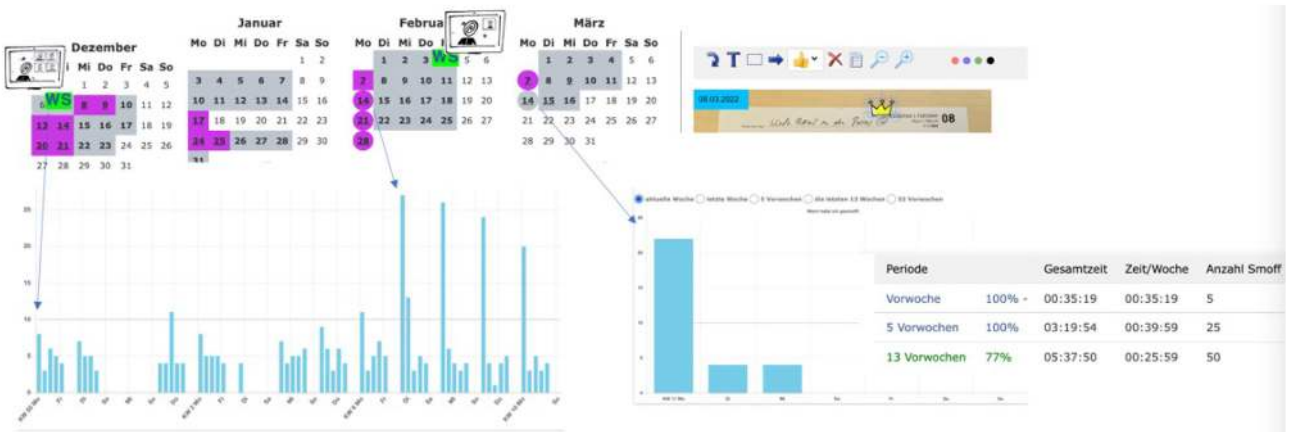 Dezember
Mi Do Fr Sa So
1 2 3 4 5
WS 8 9 10 11 12
13 14 15 16 17 18 19
20 21 22 23 24 25 26
27 28 29 30 31
Januar
Mo Di Mi Do Fr Sa So
1 2
3 4 5 6 7 8 9
10 11 12 13 14 15 16
17 18 19 20 21 22 23
24 25 26 27 28 29 30
31
Februa
Mo Di Mi Do
1 2 3 WS 5 6
7 8 9 10 11 12 13
14 15 16 17 18 19 20
21 22 23 24 25 26 27
28
März
Mo Di Mi Do Fr Sa So
1 2 3 4 5 6
7 8 9 10 11 12 13
14 15 16 17 18 19 20
21 22 23 24 25 26 27
28 29 30 31
T
08.03.2022
08
aktuelle Woche letzte Woche 5 Vorwochen die letzten 13 Wochen 52 Vorwochen
25
20
15
10
5
0
Periode Gesamtzeit Zeit/Woche Anzahl Smoff
Vorwoche 100% - 00:35:19 00:35:19 5
5 Vorwochen 100% 03:19:54 00:39:59 25
13 Vorwochen 77% 05:37:50 00:25:59 50